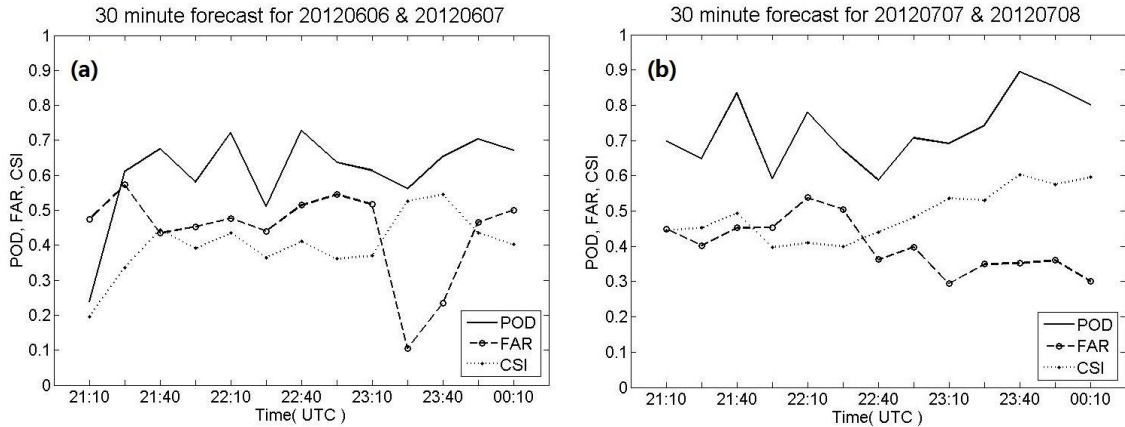 30 minute forecast for 20120606 & 20120607
(a)
POD, FAR, CSI
1
0.9
0.8
0.7
0.6
0.5
0.4
0.3
0.2
0.1
0
POD
FAR
CSI
21:10 21:40 22:10 22:40 23:10 23:40 00:10
Time( UTC )
30 minute forecast for 20120707 & 20120708
(b)
POD, FAR, CSI
1
0.9
0.8
0.7
0.6
0.5
0.4
0.3
0.2
0.1
0
POD
FAR
CSI
21:10 21:40 22:10 22:40 23:10 23:40 00:10
Time( UTC )